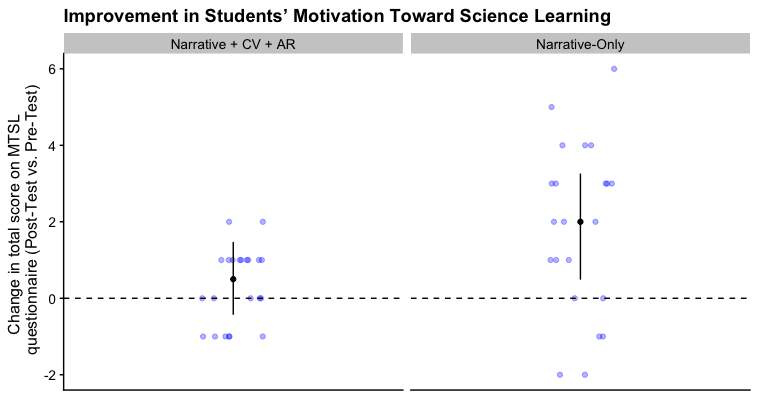 Improvement in Students’ Motivation Toward Science Learning
Narrative + CV + AR
Narrative-Only
Change in total score on MTSL
questionnaire (Post-Test vs. Pre-Test)
6
4
2
0
-2